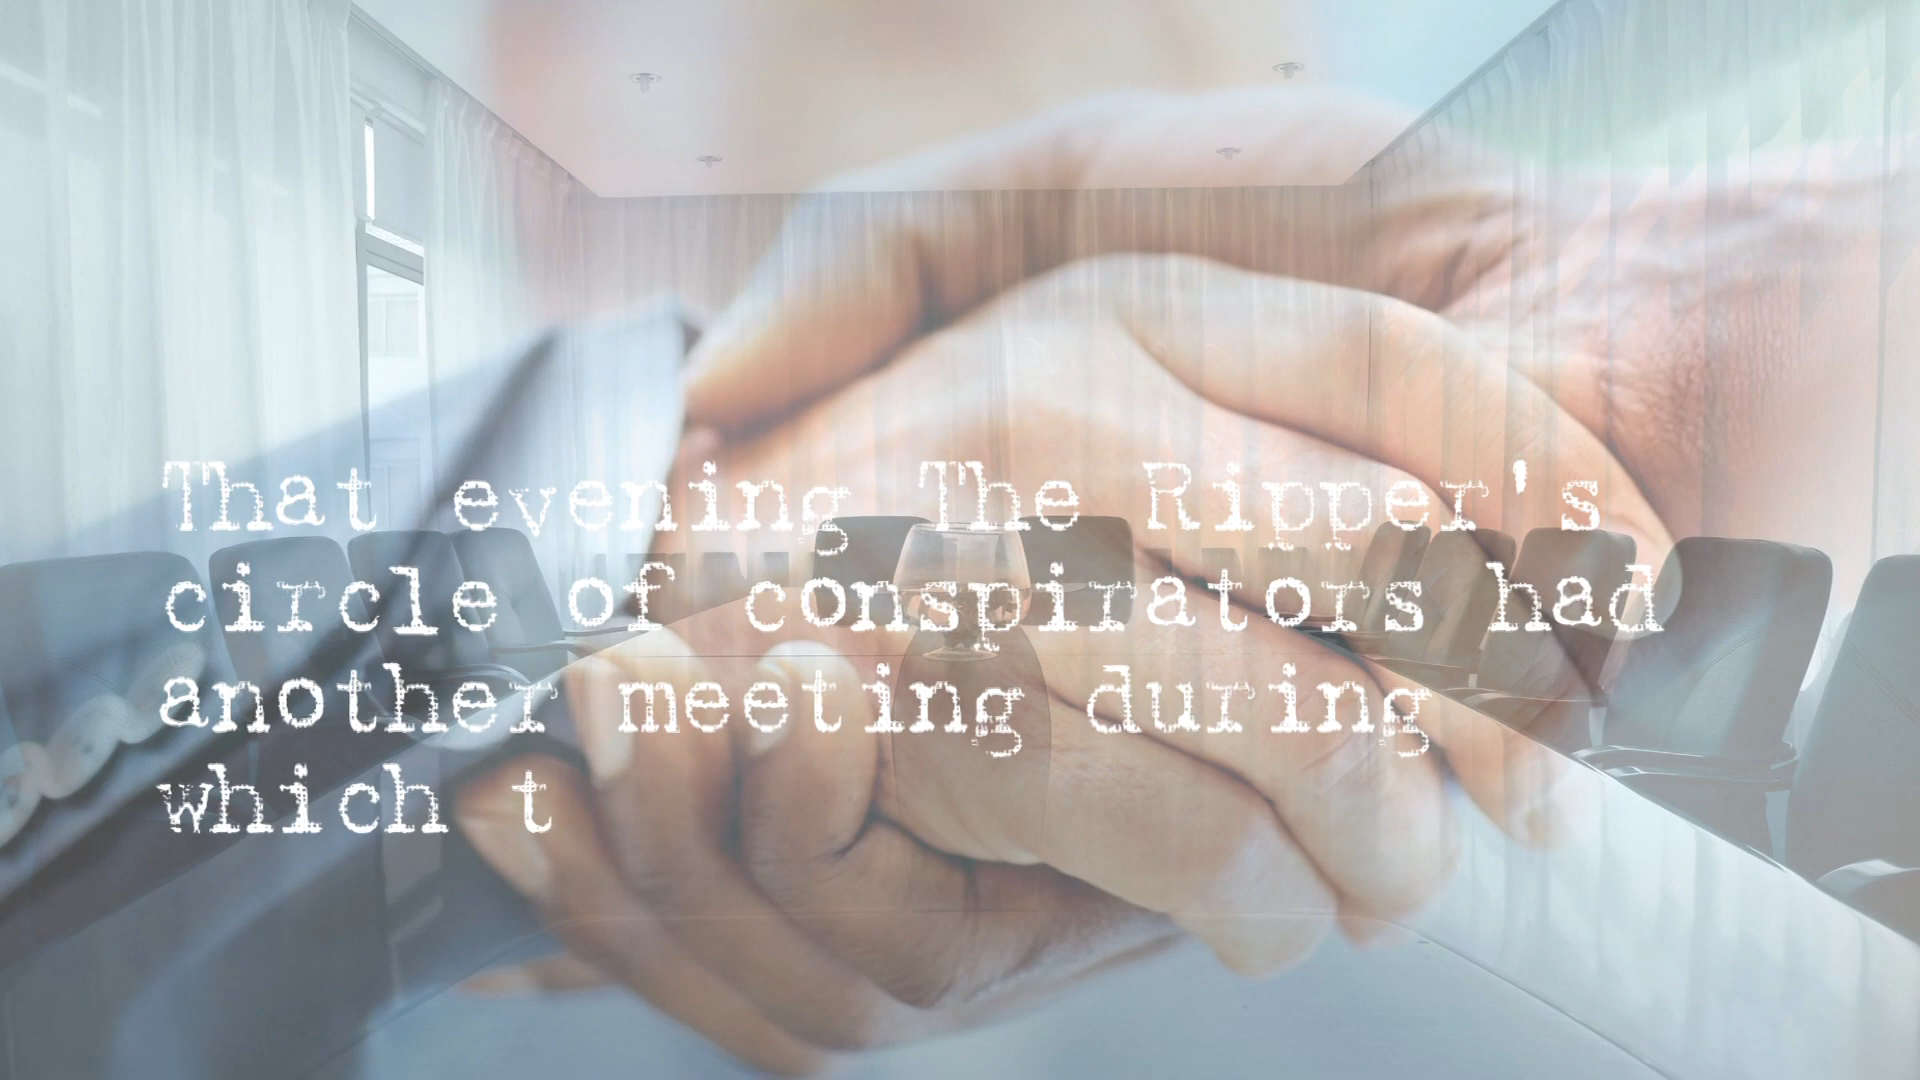 That evening The Ripper's
circle of conspirators had
another meeting during
which t